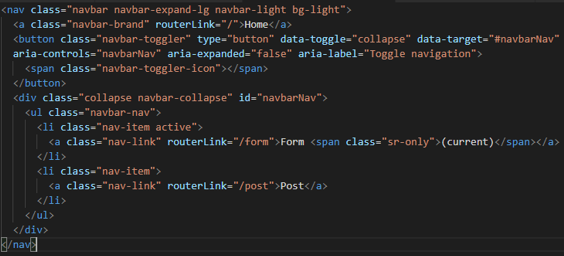 <nav class="navbar navbar-expand-lg navbar-light bg-light">
<a class="navbar-brand" routerLink="/">Home</a>
<button class="navbar-toggler" type="button" data-toggle="collapse" data-target="#navbarNav"
aria-controls="navbarNav" aria-expanded="false" aria-label="Toggle navigation">
<span class="navbar-toggler-icon"></span>
</button>
<div class="collapse navbar-collapse" id="navbarNav">
<ul class="navbar-nav">
<li class="nav-item active">
<a class="nav-link" routerLink="/form">Form <span class="sr-only">(current)</span></a>
</li>
<li class="nav-item">
<a class="nav-link" routerLink="/post">Post</a>
</li>
</ul>
</div>
</nav>